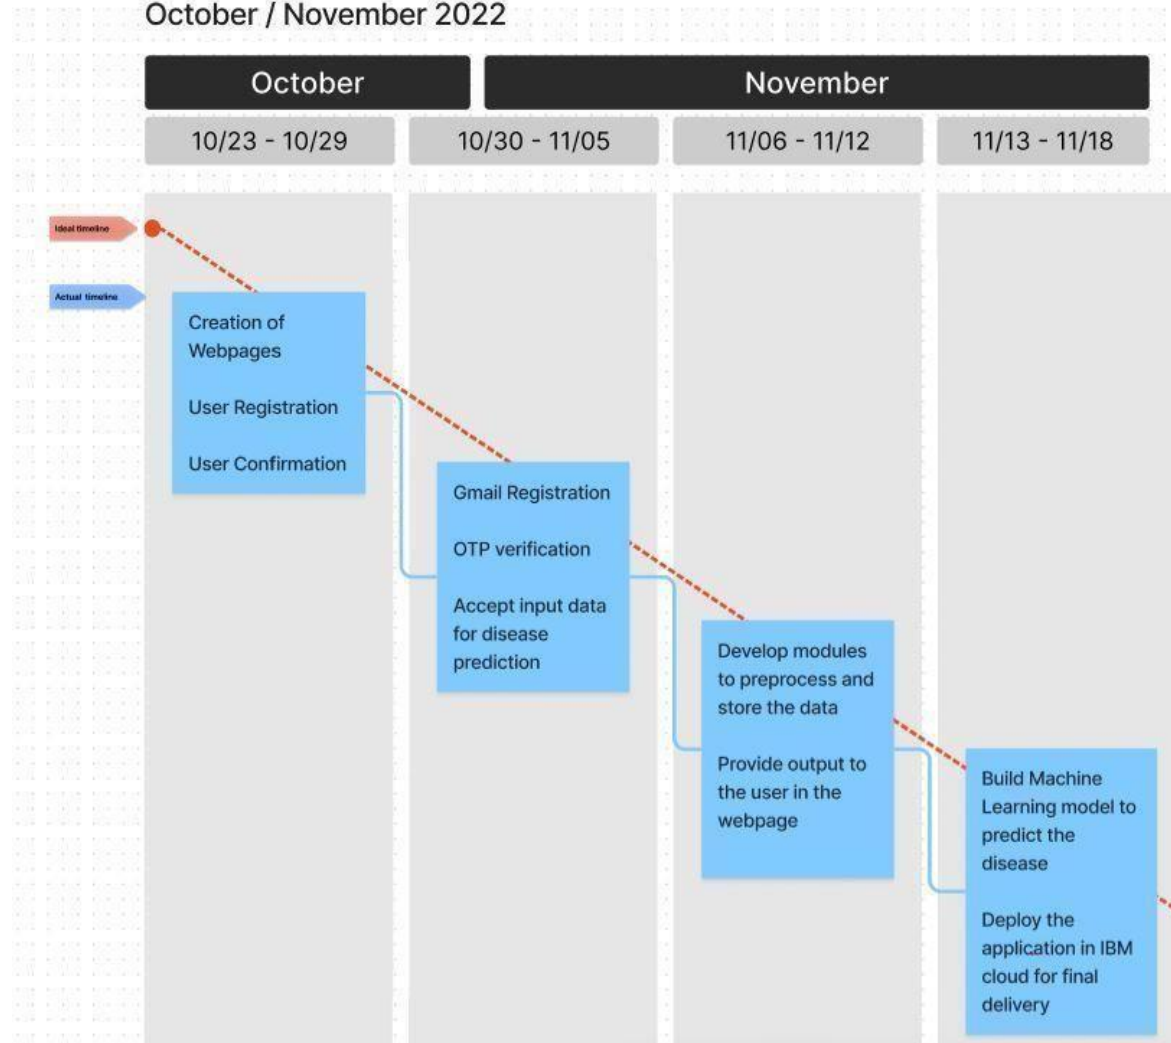 October / November 2022
October
November
10/23 - 10/29
10/30 - 11/05
11/06 - 11/12
11/13 - 11/18
Ideal timeline
Actual timeline
Creation of
Webpages
User Registration
User Confirmation
Gmail Registration
OTP verification
Accept input data
for disease
prediction
Develop modules
to preprocess and
store the data
Provide output to
the user in the
webpage
Build Machine
Learning model to
predict the
disease
Deploy the
application in IBM
cloud for final
delivery